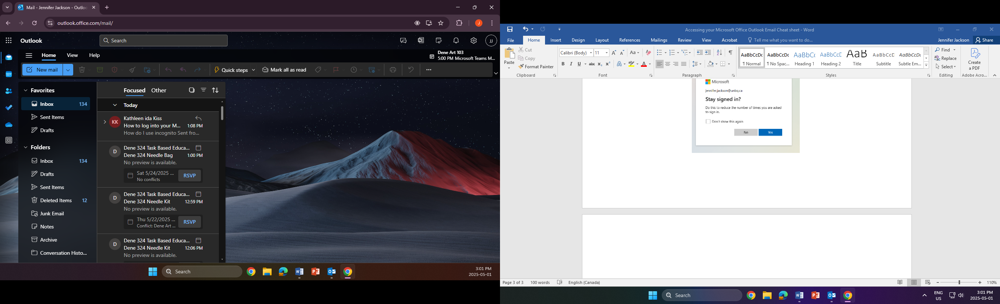 Mail - Jennifer Jackson - Outlo
outlook.office.com/mail/
J
Outlook
Search
JJ
Home View Help
Dene Art 103
5:00 PM Microsoft Teams M...
New mail
Quick steps
Mark all as read
Favorites
Inbox 134
Sent Items
Drafts
Folders
Inbox 134
Drafts
Sent Items
Deleted Items 12
Junk Email
Notes
Archive
Conversation Histo...
Focused Other
Today
KK
Kathleen ida Kiss
How to log into your M... 1:08 PM
How do I use incognito Sent fro...
D
Dene 324 Task Based Educa...
Dene 324 Needle Bag 1:00 PM
No preview is available.
Sat 5/24/2025 ...
No conflicts
RSVP
D
Dene 324 Task Based Educa...
Dene 324 Needle Kit 12:59 PM
No preview is available.
Thu 5/22/2025 ...
Conflict: Dene Art ...
RSVP
D
Dene 324 Task Based Educa...
Dene 324 Needle Kit 12:06 PM
No preview is available.
Search
3:01 PM
2025-05-01
Accessing your Microsoft Office Outlook Email Cheat sheet - Word
File Home Insert Design Layout References Mailings Review View Acrobat Tell me what you want to do...
Jennifer Jackson Share
Paste
Cut
Copy
Format Painter
Clipboard
Calibri (Body) 11
Font
Paragraph
AaBbCcDc AaBbCcDc AaBbCc AaBbCcD AaB AaBbCcD AaBbCcDc
¶ Normal ¶ No Spac... Heading 1 Heading 2 Title Subtitle Subtle Em...
Styles
Find
Replace
Select
Editing
Create
a PDF
Adobe Acro...
Microsoft
jennifer.jackson@unbq.ca
Stay signed in?
Do this to reduce the number of times you are asked
to sign in.
Don't show this again
No Yes
Page 3 of 3 100 words English (Canada)
110%
Search
ENG
US
3:01 PM
2025-05-01